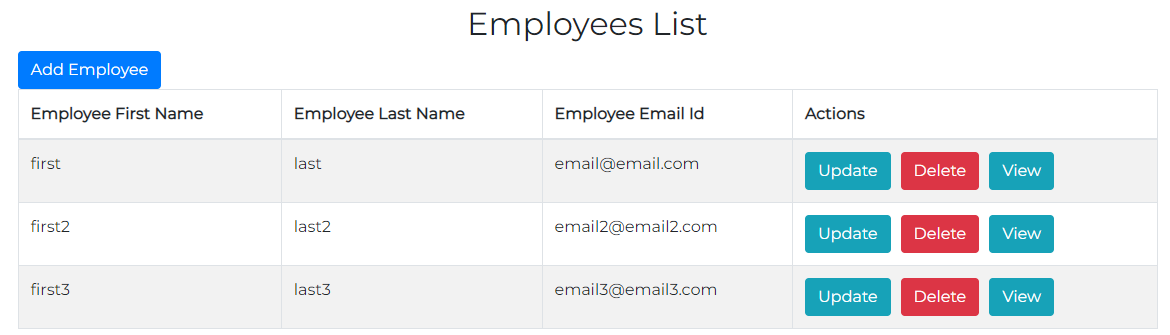 Employees List
Add Employee
Employee First Name Employee Last Name Employee Email Id Actions
first last email@email.com Update Delete View
first2 last2 email2@email2.com Update Delete View
first3 last3 email3@email3.com Update Delete View